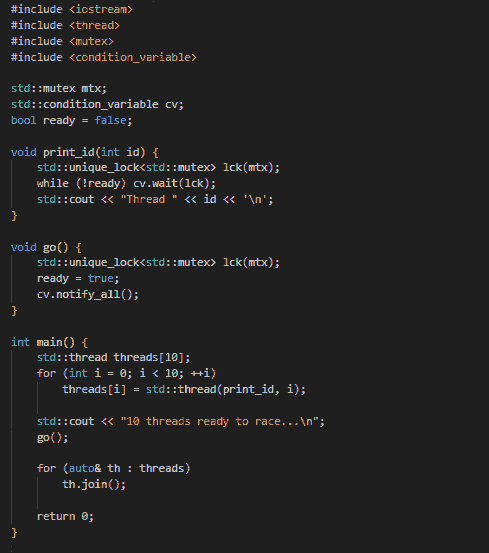 #include <iostream>
#include <thread>
#include <mutex>
#include <condition_variable>

std::mutex mtx;
std::condition_variable cv;
bool ready = false;

void print_id(int id) {
    std::unique_lock<std::mutex> lck(mtx);
    while (!ready) cv.wait(lck);
    std::cout << "Thread " << id << '\n';
}

void go() {
    std::unique_lock<std::mutex> lck(mtx);
    ready = true;
    cv.notify_all();
}

int main() {
    std::thread threads[10];
    for (int i = 0; i < 10; ++i)
        threads[i] = std::thread(print_id, i);

    std::cout << "10 threads ready to race...\n";
    go();

    for (auto& th : threads)
        th.join();

    return 0;
}